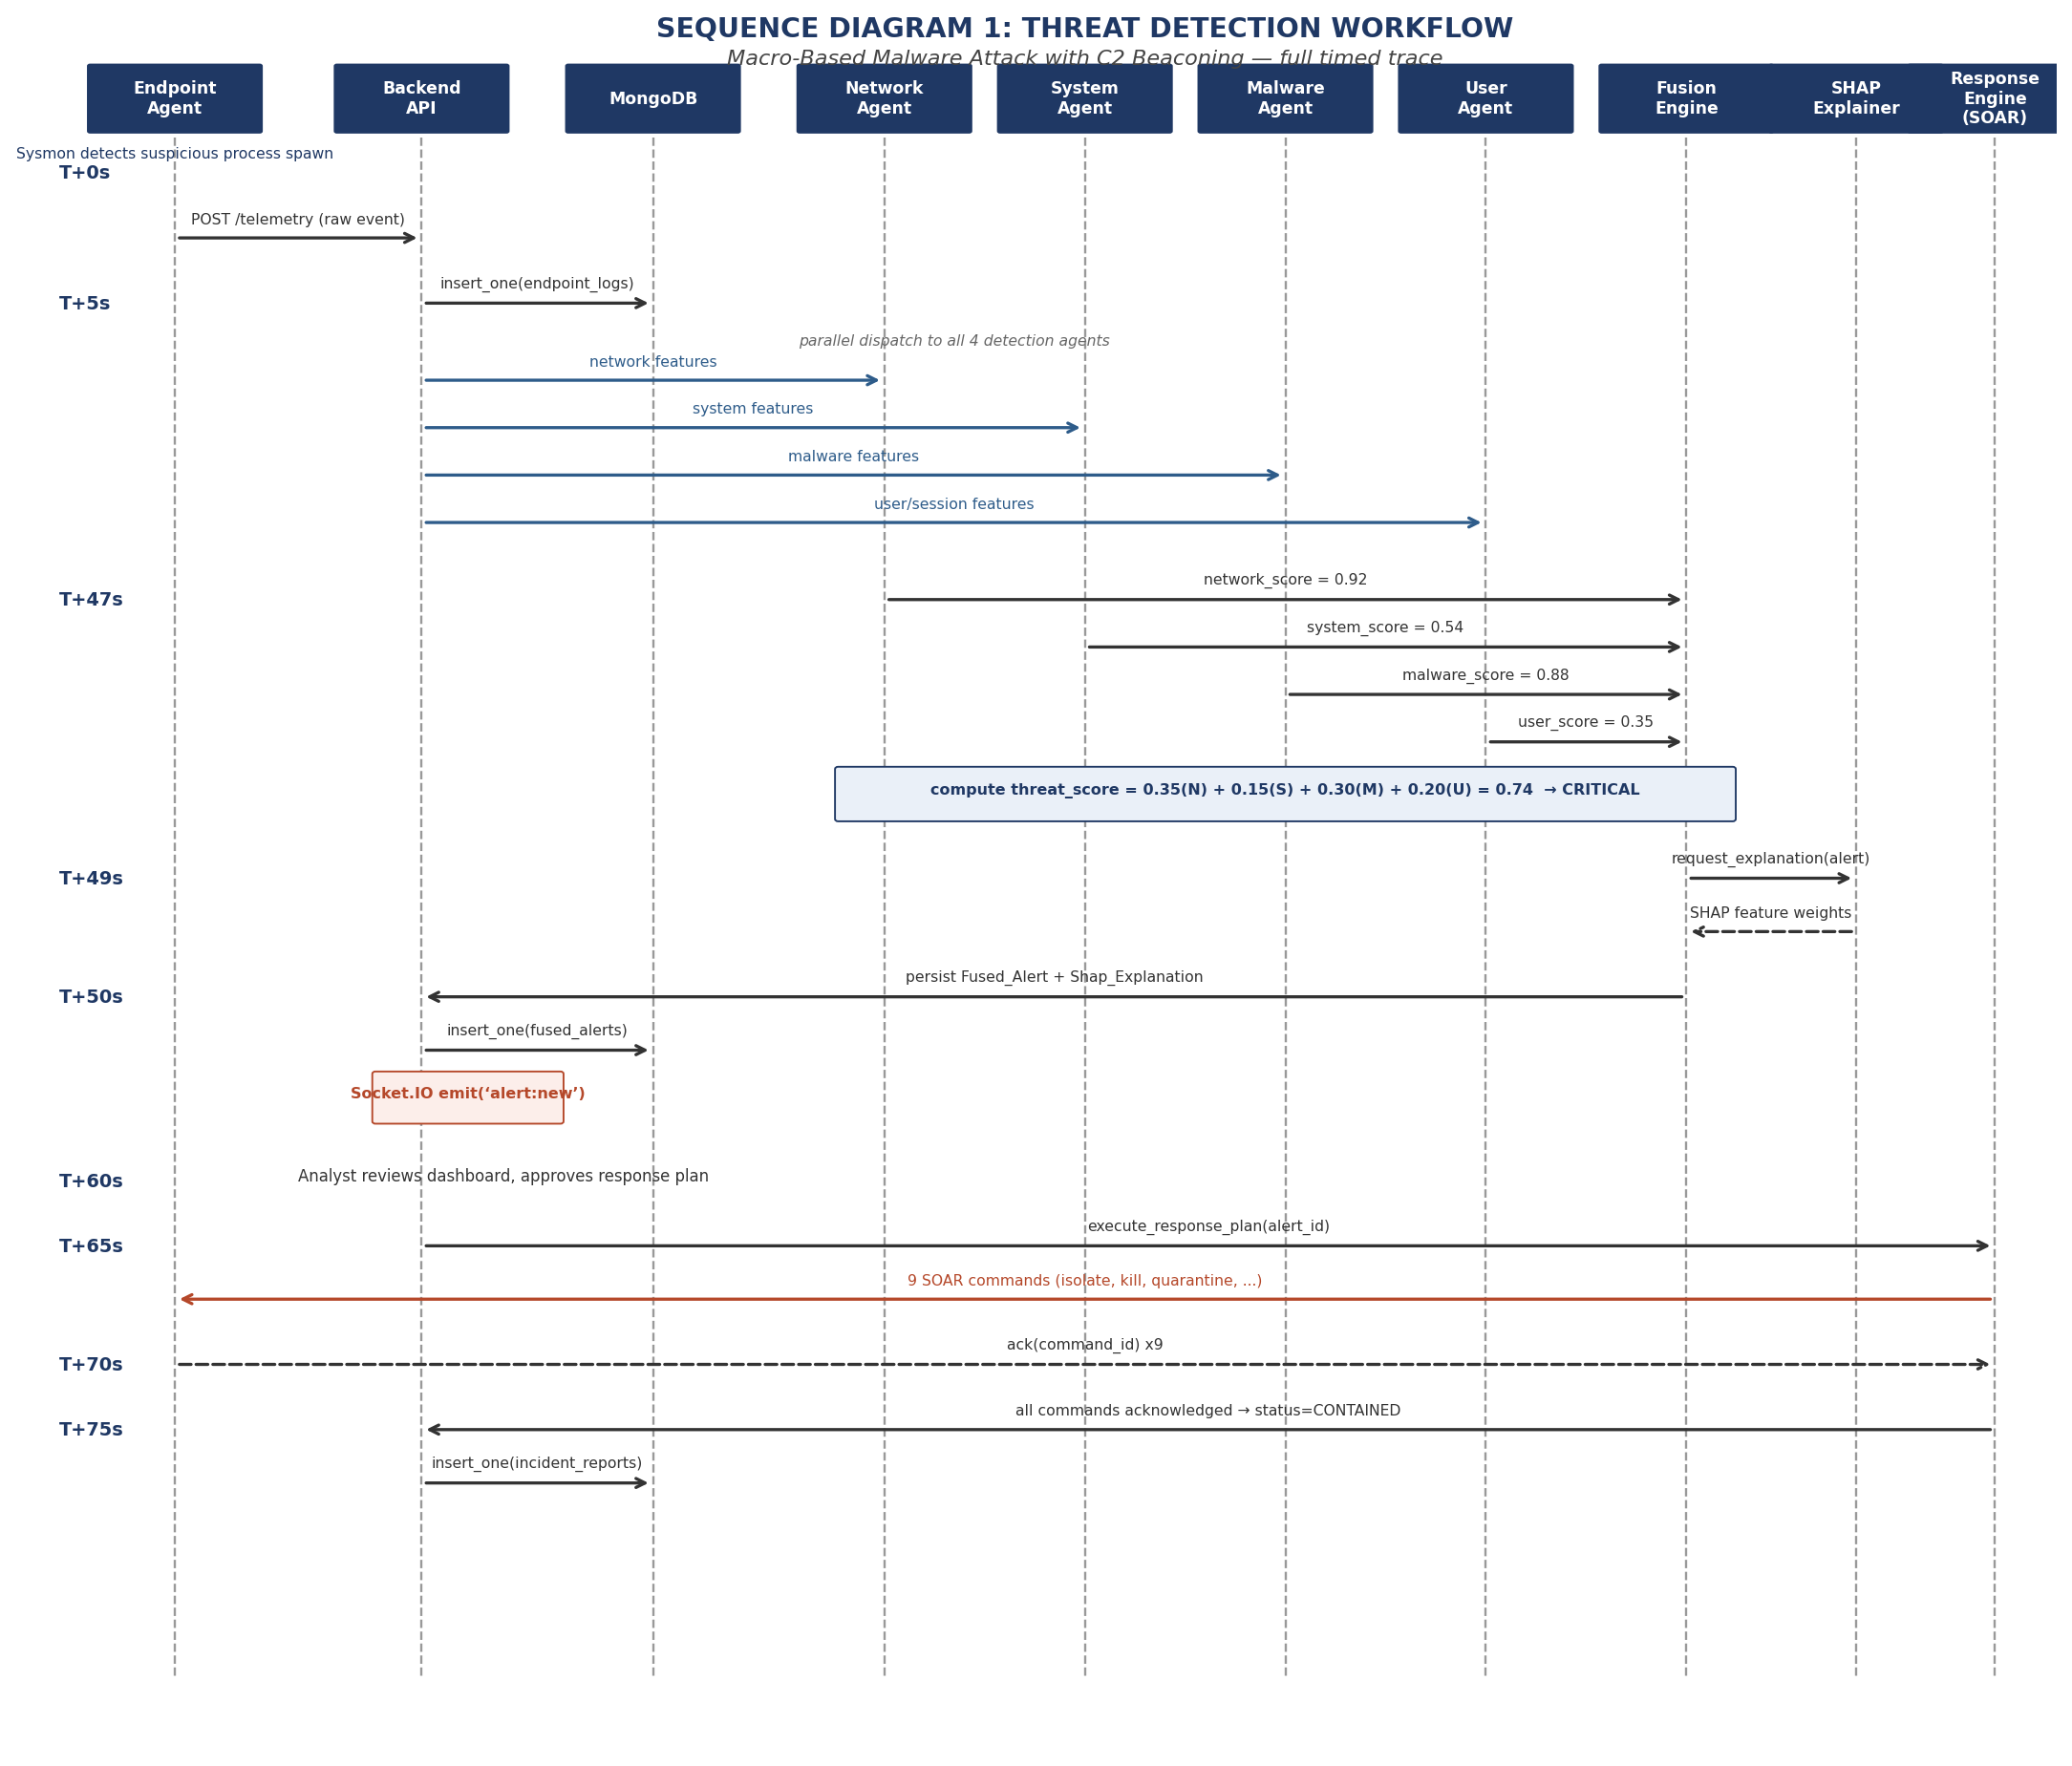 SEQUENCE DIAGRAM 1: THREAT DETECTION WORKFLOW
Macro-Based Malware Attack with C2 Beaconing — full timed trace
Endpoint
Agent
Backend
API
MongoDB
Network
Agent
System
Agent
Malware
Agent
User
Agent
Fusion
Engine
SHAP
Explainer
Response
Engine
(SOAR)
Sysmon detects suspicious process spawn
T+0s
POST /telemetry (raw event)
T+5s
insert_one(endpoint_logs)
parallel dispatch to all 4 detection agents
network features
system features
malware features
user/session features
T+47s
network_score = 0.92
system_score = 0.54
malware_score = 0.88
user_score = 0.35
compute threat_score = 0.35(N) + 0.15(S) + 0.30(M) + 0.20(U) = 0.74 → CRITICAL
T+49s
request_explanation(alert)
SHAP feature weights
T+50s
persist Fused_Alert + Shap_Explanation
insert_one(fused_alerts)
Socket.IO emit(‘alert:new’)
T+60s
Analyst reviews dashboard, approves response plan
T+65s
execute_response_plan(alert_id)
9 SOAR commands (isolate, kill, quarantine, ...)
T+70s
ack(command_id) x9
T+75s
all commands acknowledged → status=CONTAINED
insert_one(incident_reports)